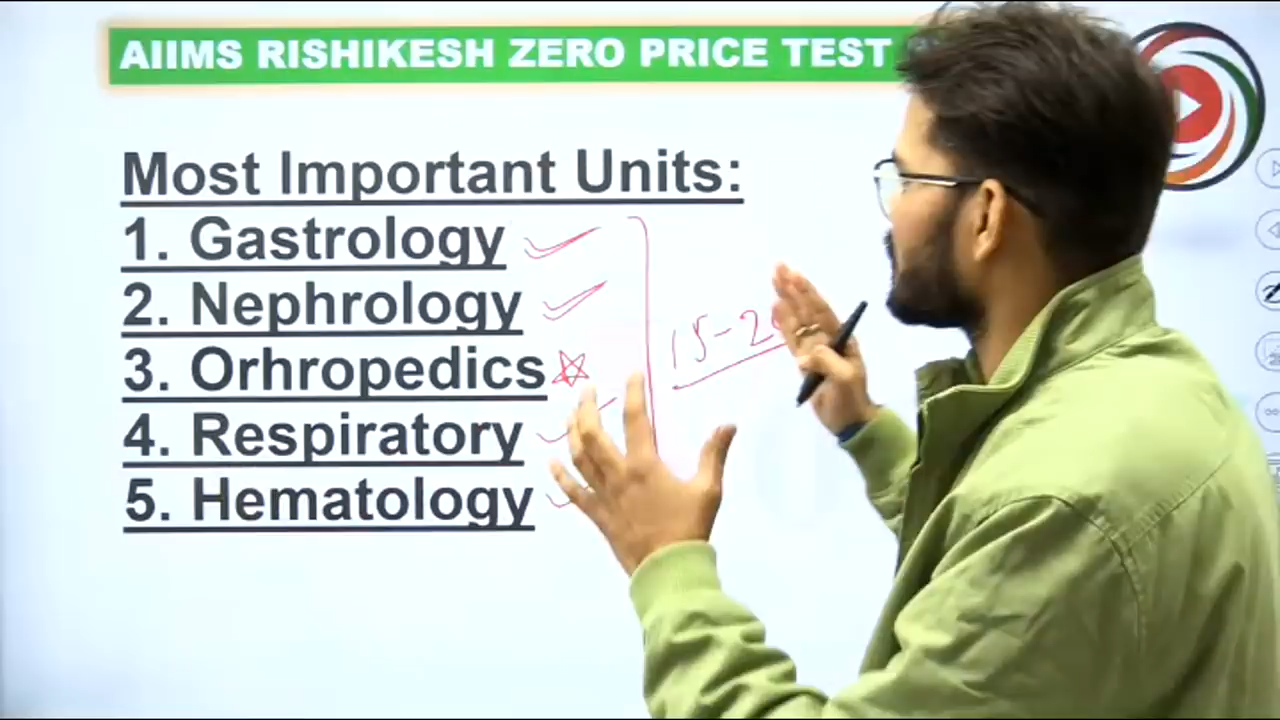 AIIMS RISHIKESH ZERO PRICE TEST
Most Important Units:
1. Gastrology
2. Nephrology
3. Orhropedics
4. Respiratory
5. Hematology